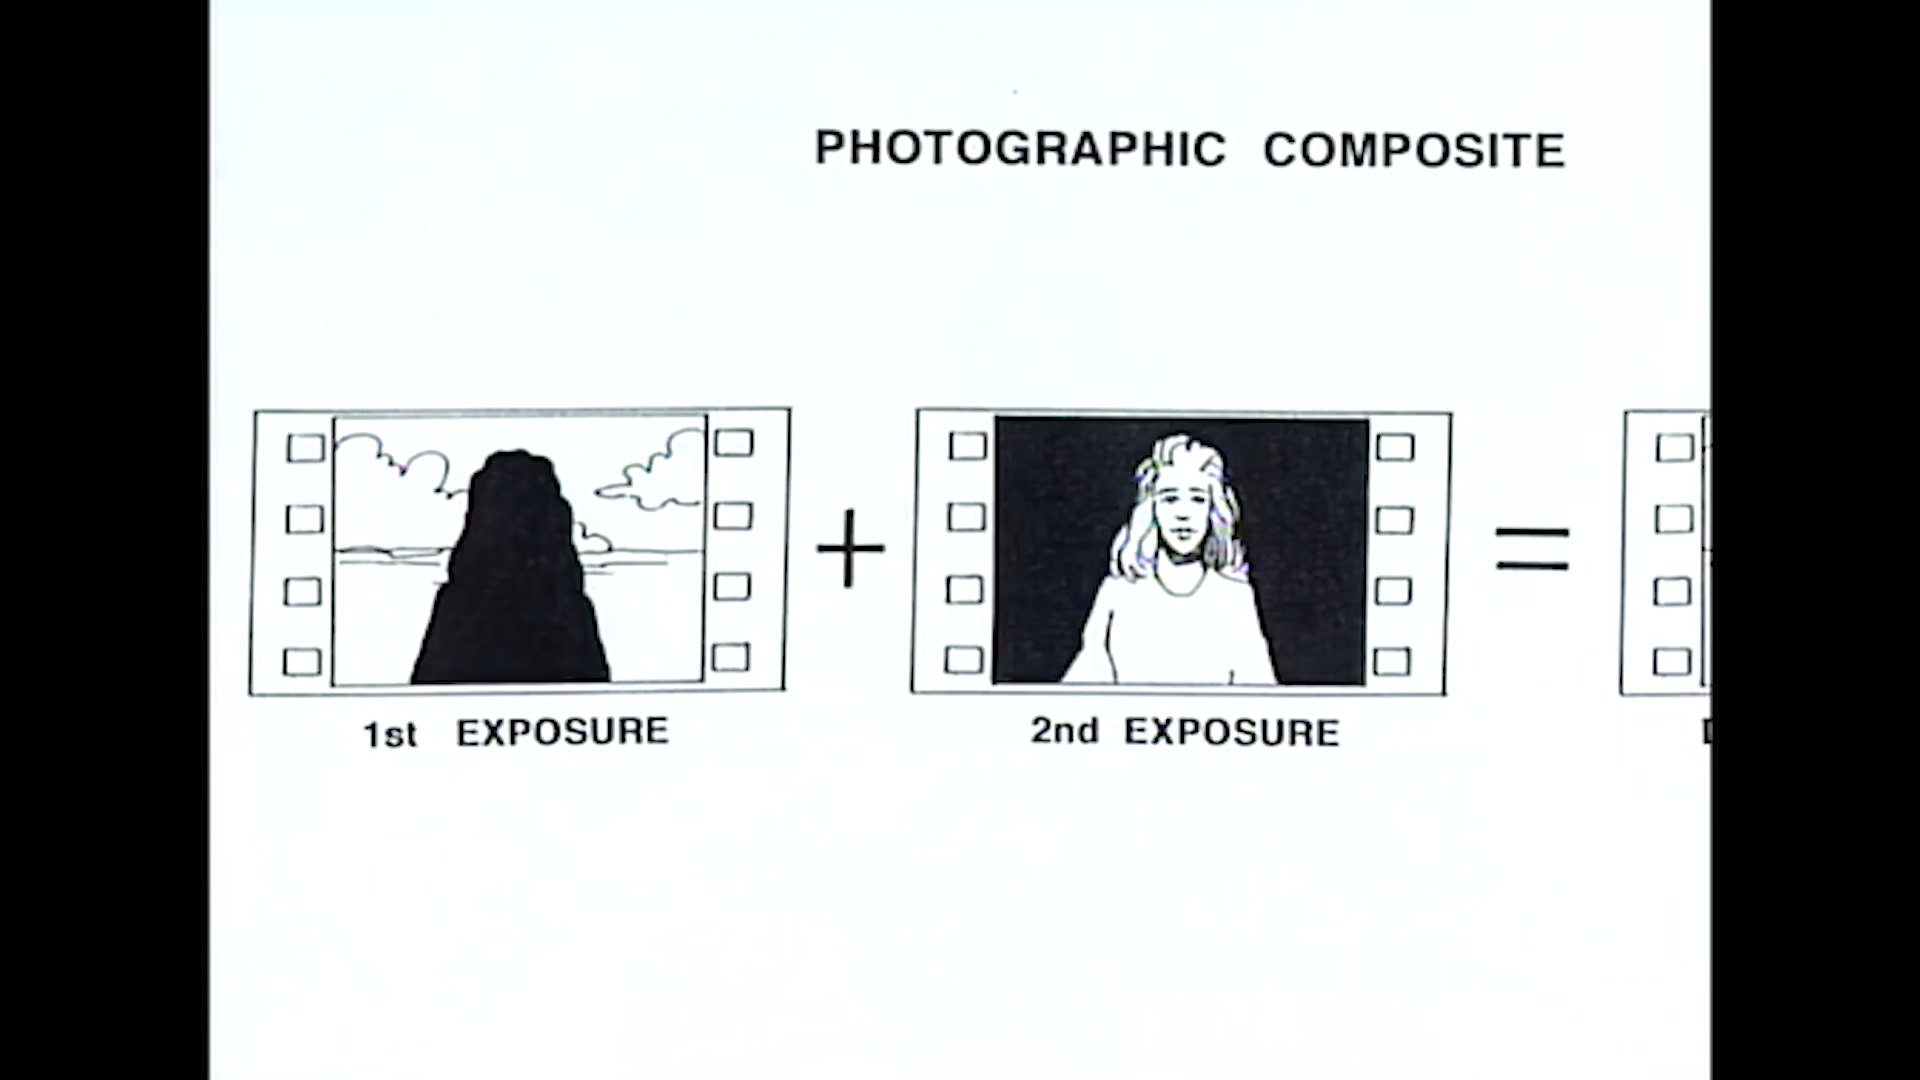 PHOTOGRAPHIC COMPOSITE
+
=
1st EXPOSURE
2nd EXPOSURE